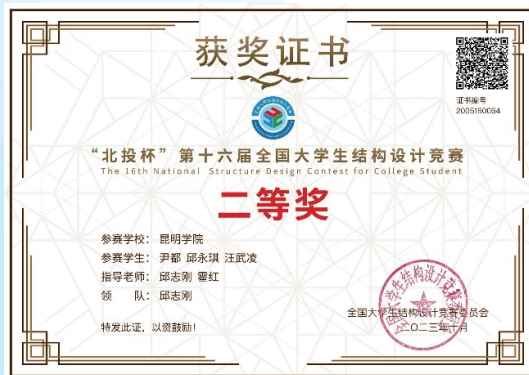 获奖证书
证书编号
2005160054
“北投杯”第十六届全国大学生结构设计竞赛
The 16th National Structure Design Contest for College Student
二等奖
参赛学校：昆明学院
参赛学生：尹都 邱永琪 汪武凌
指导老师：邱志刚 霍红
领 队：邱志刚
特发此证，以资鼓励！
全国大学生结构设计竞赛委员会
二〇二三年十月